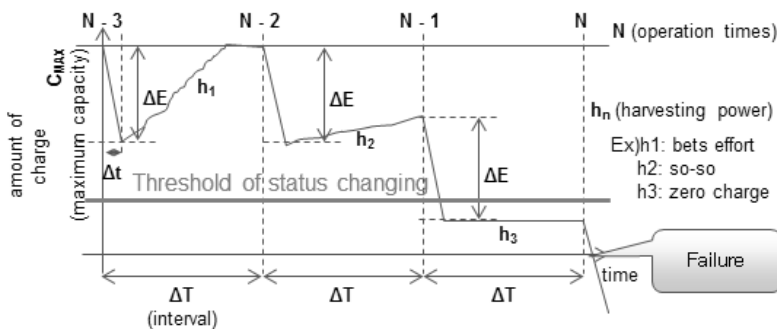 N - 3
N - 2
N - 1
N
N (operation times)
amount of
charge
C_MAX
(maximum capacity)
ΔE
h1
ΔE
h2
hn (harvesting power)
Ex)h1: bets effort
h2: so-so
h3: zero charge
Δt
Threshold of status changing
ΔE
h3
time
Failure
ΔT
(interval)
ΔT
ΔT